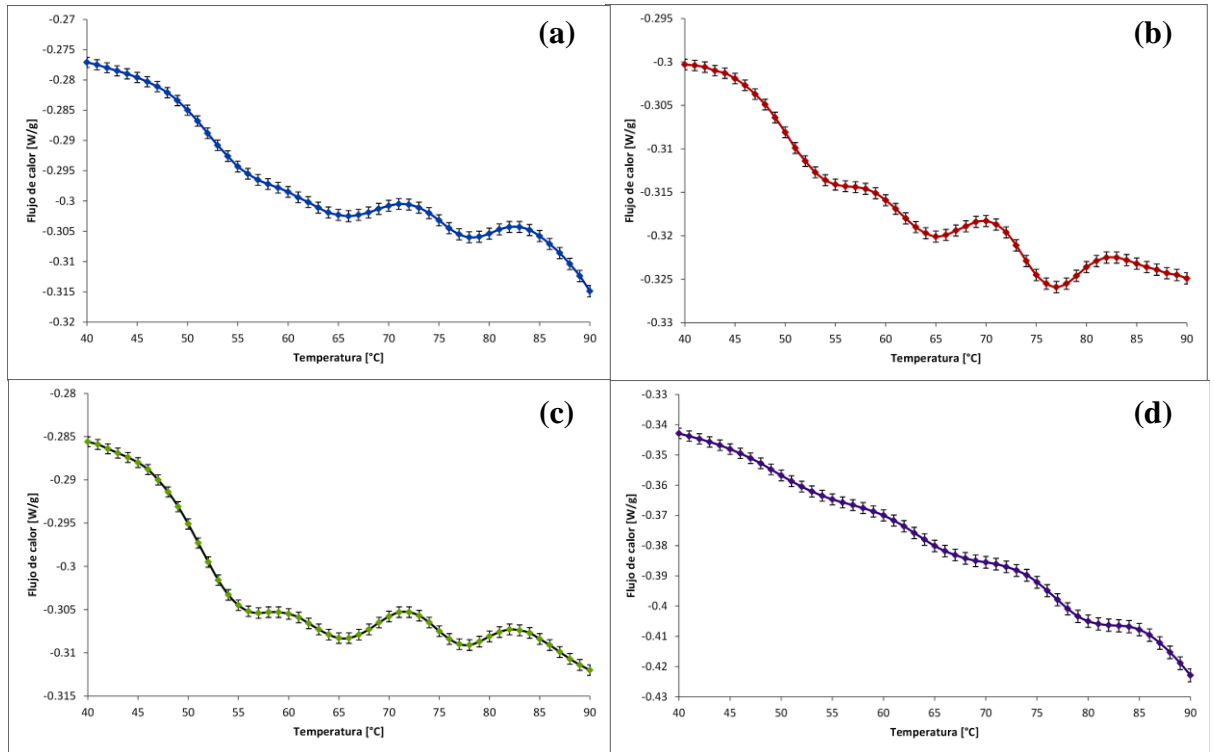 (a)
-0.27
-0.275
-0.28
-0.285
-0.29
-0.295
-0.3
-0.305
-0.31
-0.315
-0.32
Flujo de calor [W/g]
40 45 50 55 60 65 70 75 80 85 90
Temperatura [°C]
(b)
-0.295
-0.3
-0.305
-0.31
-0.315
-0.32
-0.325
-0.33
Flujo de calor [W/g]
40 45 50 55 60 65 70 75 80 85 90
Temperatura [°C]
(c)
-0.28
-0.285
-0.29
-0.295
-0.3
-0.305
-0.31
-0.315
Flujo de calor [W/g]
40 45 50 55 60 65 70 75 80 85 90
Temperatura [°C]
(d)
-0.33
-0.34
-0.35
-0.36
-0.37
-0.38
-0.39
-0.4
-0.41
-0.42
-0.43
Flujo de calor [W/g]
40 45 50 55 60 65 70 75 80 85 90
Temperatura [°C]